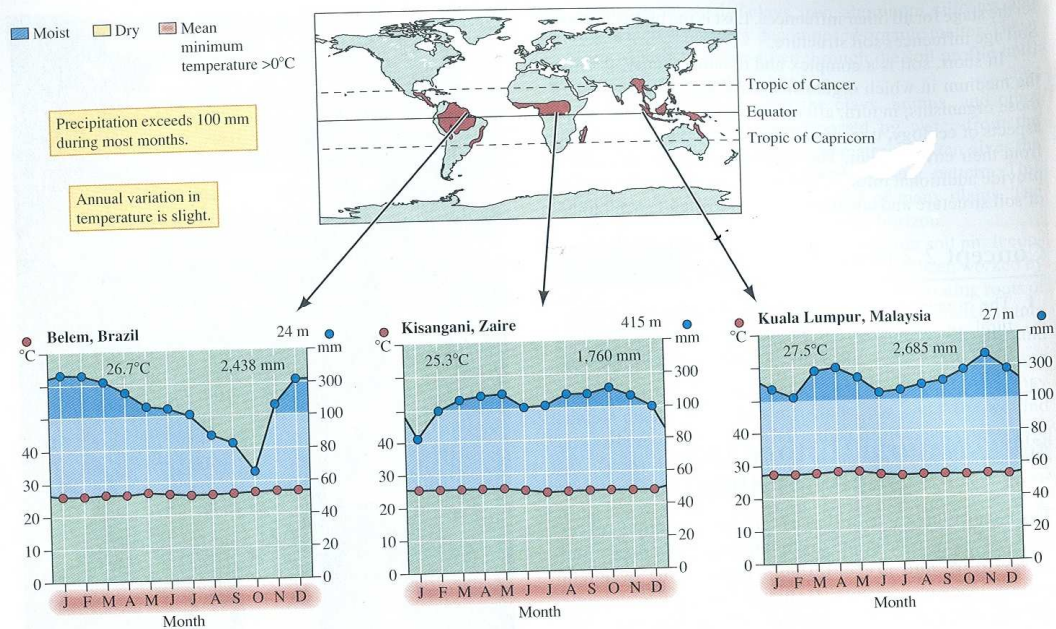 Moist
Dry
Mean
minimum
temperature >0°C
Precipitation exceeds 100 mm
during most months.
Annual variation in
temperature is slight.
Tropic of Cancer
Equator
Tropic of Capricorn
Belem, Brazil 24 m
°C
mm
26.7°C 2,438 mm
300
100
80
60
40
20
0
40
30
20
10
0
J F M A M J J A S O N D
Month
Kisangani, Zaire 415 m
°C
mm
25.3°C 1,760 mm
300
100
80
60
40
20
0
40
30
20
10
0
J F M A M J J A S O N D
Month
Kuala Lumpur, Malaysia 27 m
°C
mm
27.5°C 2,685 mm
300
100
80
60
40
20
0
40
30
20
10
0
J F M A M J J A S O N D
Month